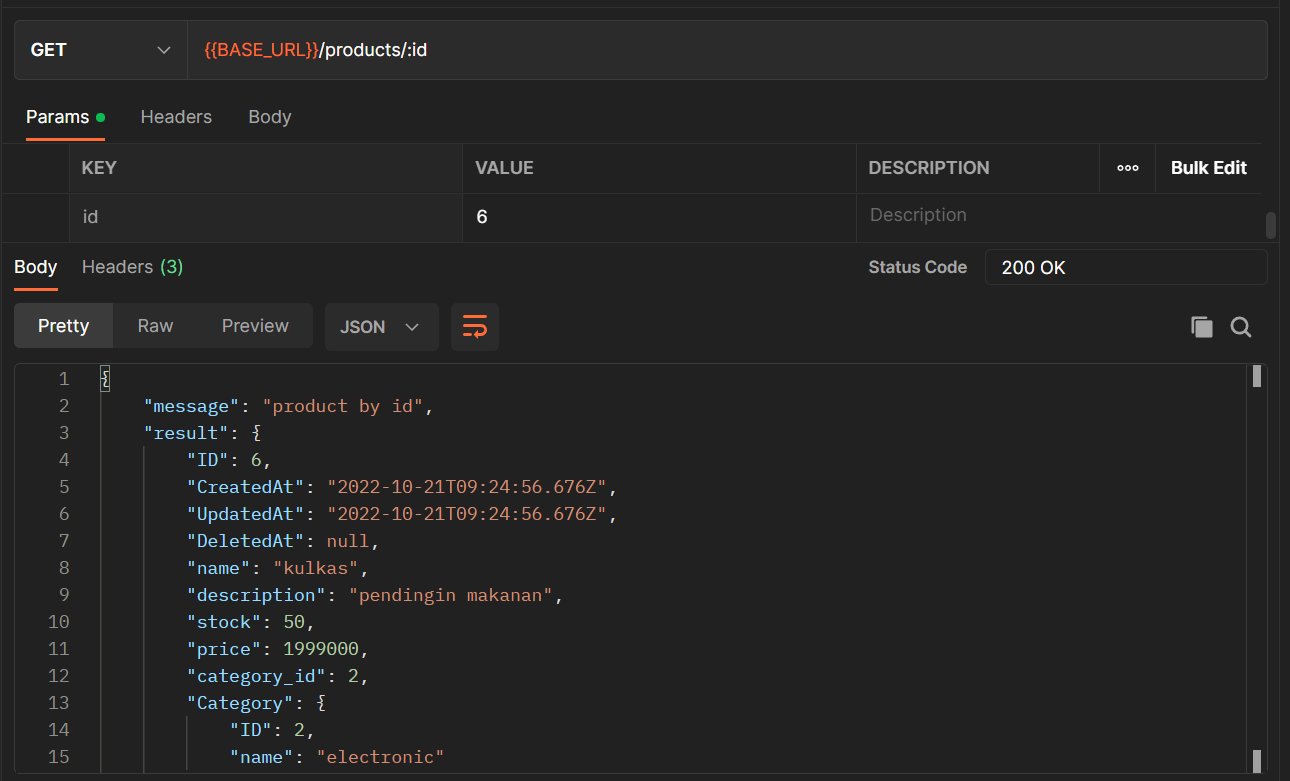 GET {{BASE_URL}}/products/:id
Params Headers Body
KEY VALUE DESCRIPTION ooo Bulk Edit
id 6 Description
Body Headers (3) Status Code 200 OK
Pretty Raw Preview JSON
1 {
2 "message": "product by id",
3 "result": {
4 "ID": 6,
5 "CreatedAt": "2022-10-21T09:24:56.676Z",
6 "UpdatedAt": "2022-10-21T09:24:56.676Z",
7 "DeletedAt": null,
8 "name": "kulkas",
9 "description": "pendingin makanan",
10 "stock": 50,
11 "price": 1999000,
12 "category_id": 2,
13 "Category": {
14 "ID": 2,
15 "name": "electronic"